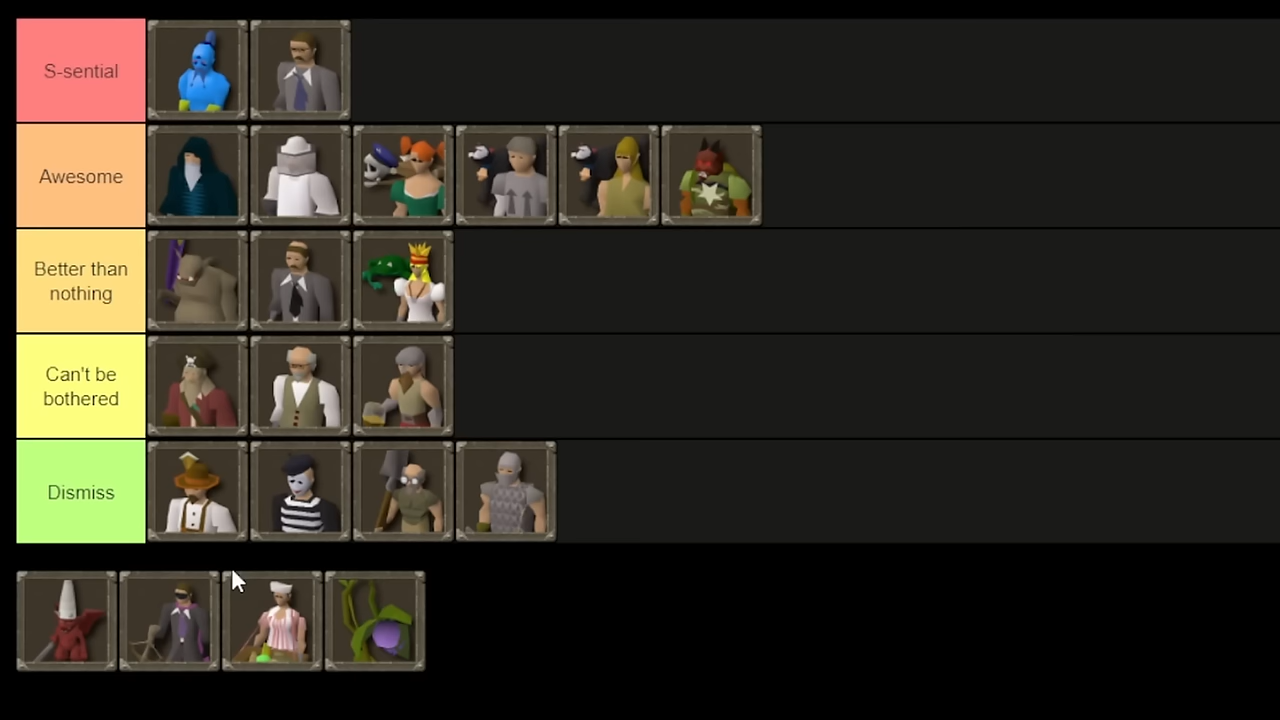 S-sential
Awesome
Better than
nothing
Can't be
bothered
Dismiss